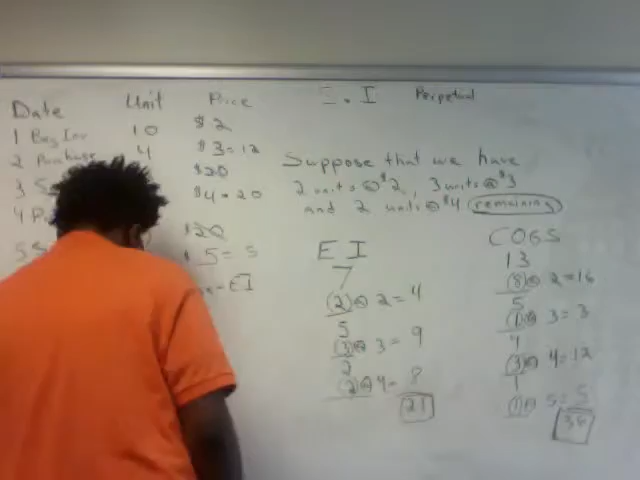 Date Unit Price
1 Beg Inv 10 $2
2 Purchase 4 $3=12
3 $20
4 $4=20
$20
5 $5=5
=EI
S.I Perpetual
Suppose that we have
2 units @ $2, 3 units @ $3
and 2 units @ $4 remaining
EI
7
2 @ 2=4
5
3 @ 3=9
2
2 @ 4=8
21
COGS
13
8 @ 2=16
5
1 @ 3=3
4
3 @ 4=12
1
1 @ 5=5
36